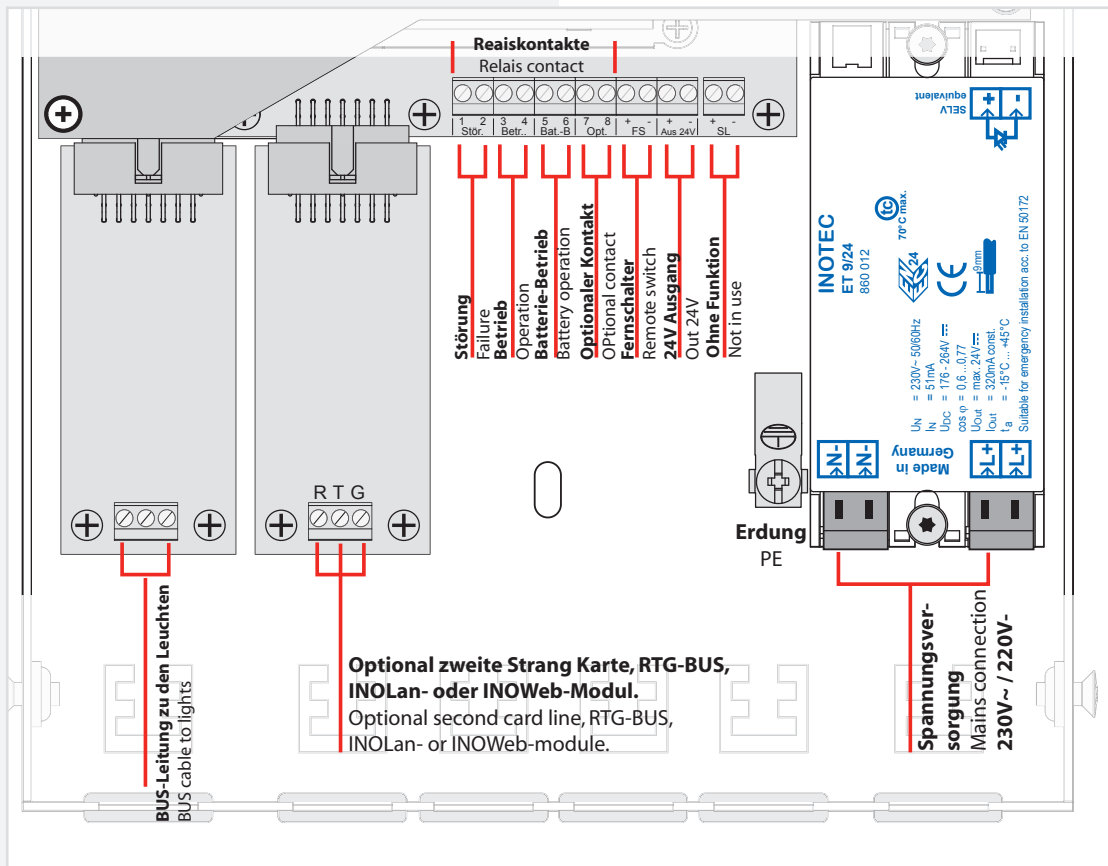 Reaiskontakte
Relais contact
1 2 3 4 5 6 7 8 + - + - + -
Stör. Betr.. Bat.-B Opt. FS Aus 24V SL
Störung
Failure
Betrieb
Operation
Batterie-Betrieb
Battery operation
Optionaler Kontakt
OPtional contact
Fernschalter
Remote switch
24V Ausgang
Out 24V
Ohne Funktion
Not in use
SELV
equivalent
+ -
INOTEC
ET 9/24
860 012
tc
70°C max.
24
CE
9mm
UN = 230V~ 50/60Hz
IN = 51mA
UDC = 176 - 264V
cos φ = 0,6 ...0,77
UOut = max. 24V
IOut = 320mA const.
ta = -15°C ... +45°C
Suitable for emergency installation acc. to EN 50172
Made in
Germany
N-
N-
L+
L+
R T G
Erdung
PE
BUS-Leitung zu den Leuchten
BUS cable to lights
Optional zweite Strang Karte, RTG-BUS,
INOLan- oder INOWeb-Modul.
Optional second card line, RTG-BUS,
INOLan- or INOWeb-module.
Spannungsver-
sorgung
Mains connection
230V~ / 220V-